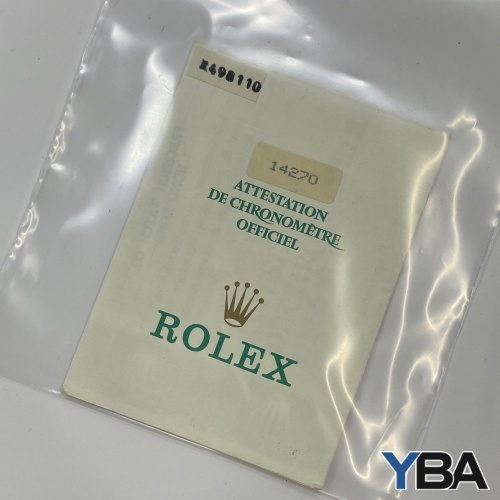 X498110
14270
ATTESTATION
DE CHRONOMÈTRE
OFFICIEL
ROLEX
YBA